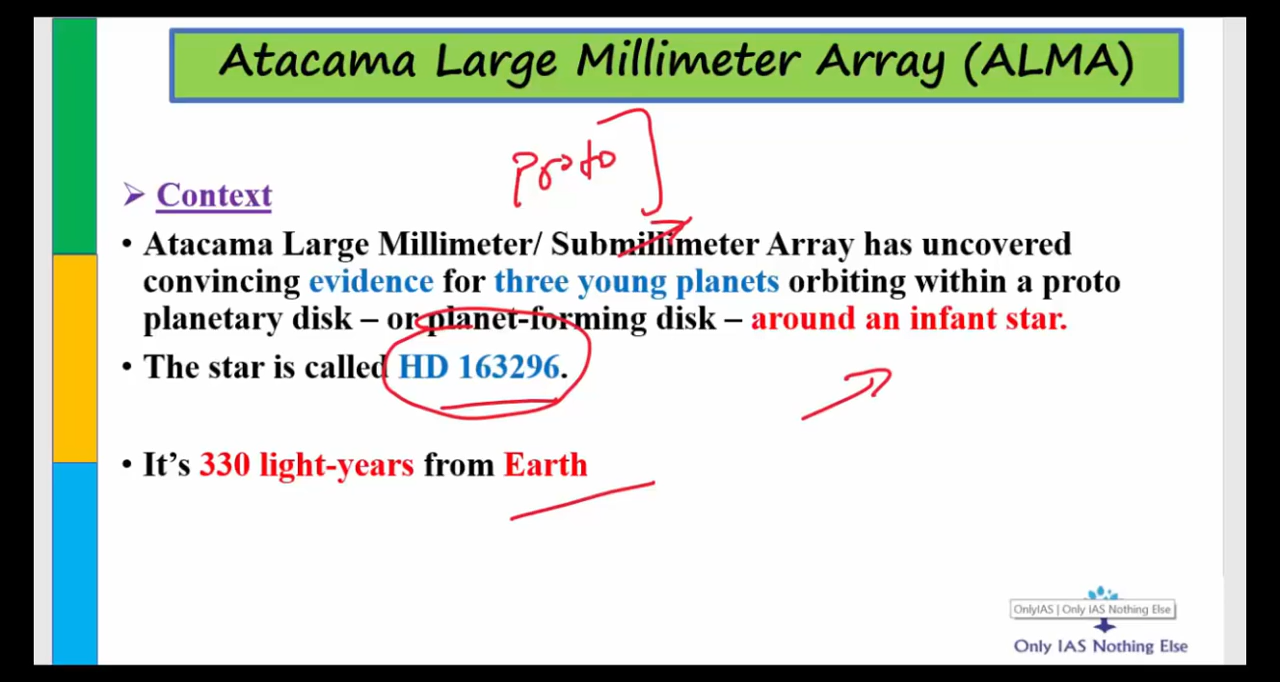 Atacama Large Millimeter Array (ALMA)
Proto
➢ Context
• Atacama Large Millimeter/ Submillimeter Array has uncovered
convincing evidence for three young planets orbiting within a proto
planetary disk – or planet-forming disk – around an infant star.
• The star is called HD 163296.
• It’s 330 light-years from Earth
OnlyIAS | Only IAS Nothing Else
Only IAS Nothing Else